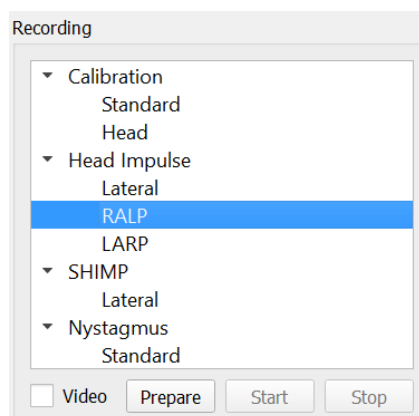 Recording
Calibration
Standard
Head
Head Impulse
Lateral
RALP
LARP
SHIMP
Lateral
Nystagmus
Standard
Video Prepare Start Stop